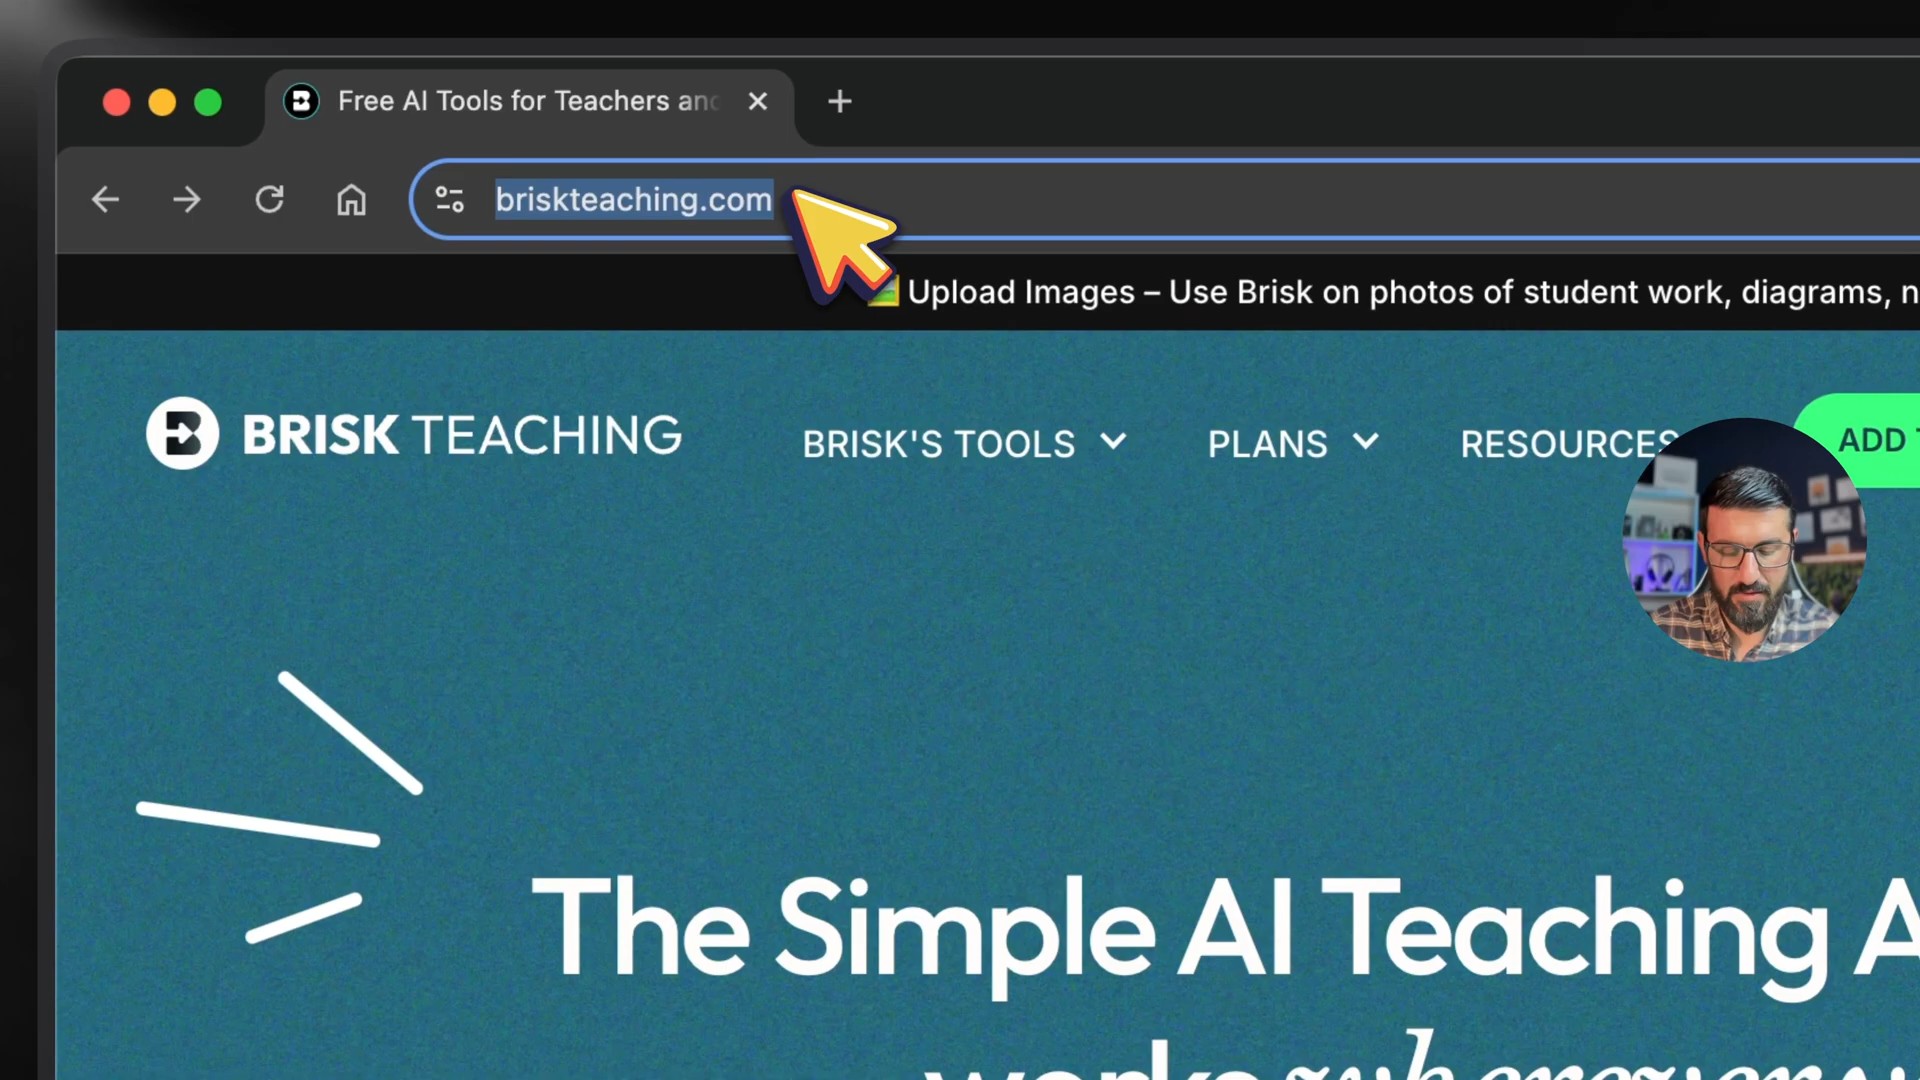 Free AI Tools for Teachers and
briskteaching.com
Upload Images – Use Brisk on photos of student work, diagrams, n
BRISK TEACHING
BRISK'S TOOLS
PLANS
RESOURCES
ADD
The Simple AI Teaching A
works